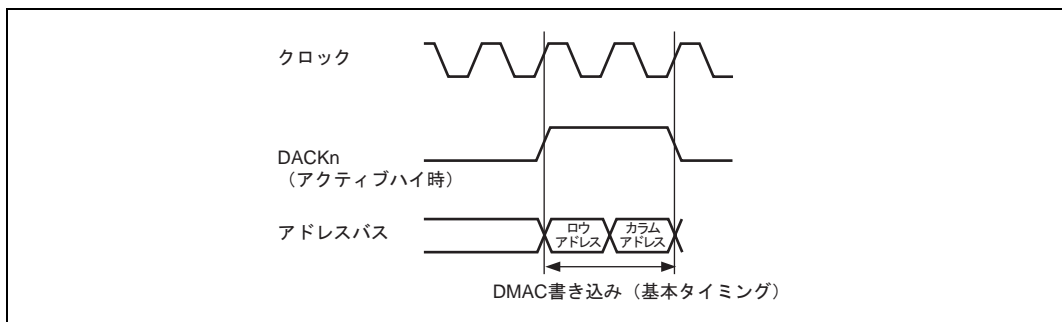 クロック
DACKn
（アクティブハイ時）
アドレスバス
ロウ
アドレス
カラム
アドレス
DMAC書き込み（基本タイミング）